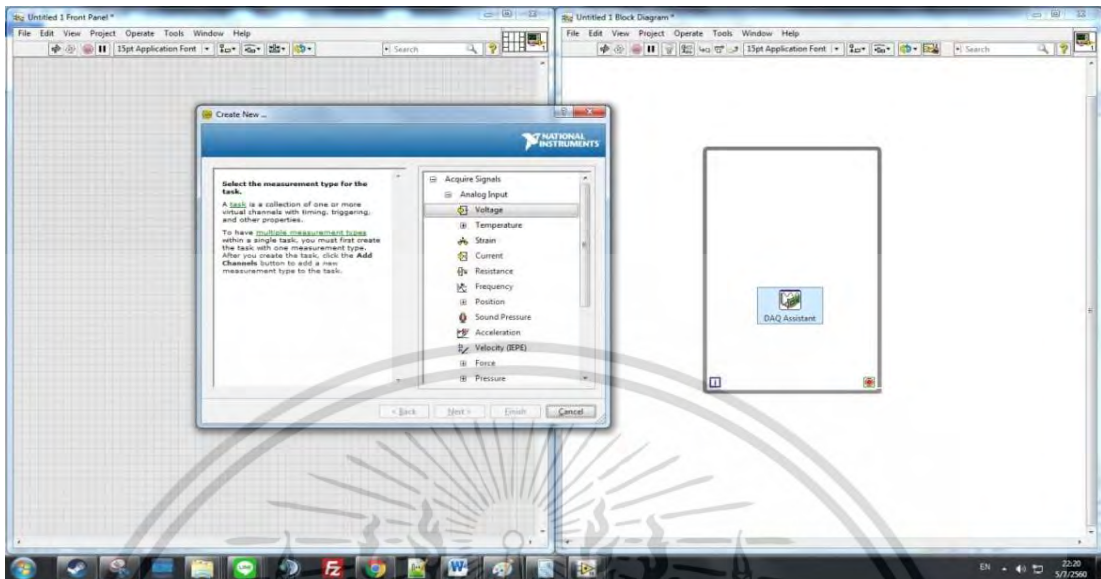 Untitled 1 Front Panel *
File Edit View Project Operate Tools Window Help
15pt Application Font
Search
Untitled 1 Block Diagram *
File Edit View Project Operate Tools Window Help
15pt Application Font
Search
Create New ...
NATIONAL INSTRUMENTS
Select the measurement type for the
task.
A task is a collection of one or more
virtual channels with timing, triggering,
and other properties.
To have multiple measurement types
within a single task, you must first create
the task with one measurement type.
After you create the task, click the Add
Channels button to add a new
measurement type to the task.
Acquire Signals
Analog Input
Voltage
Temperature
Strain
Current
Resistance
Frequency
Position
Sound Pressure
Acceleration
Velocity (IEPE)
Force
Pressure
< Back
Next >
Finish
Cancel
DAQ Assistant
i
EN
22:20
5/7/2560